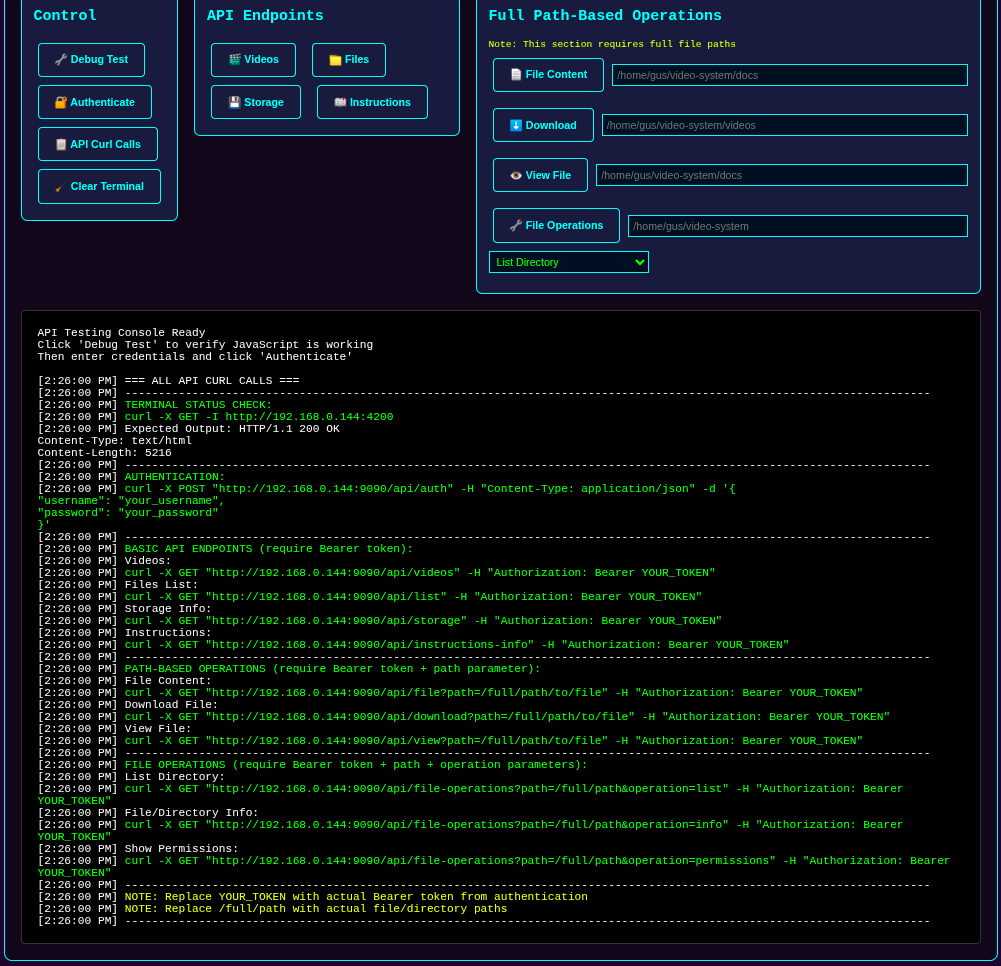 Control
🔧 Debug Test
🔐 Authenticate
📋 API Curl Calls
🧹 Clear Terminal
API Endpoints
🎬 Videos
📁 Files
💾 Storage
📖 Instructions
Full Path-Based Operations
Note: This section requires full file paths
📄 File Content
/home/gus/video-system/docs
⬇️ Download
/home/gus/video-system/videos
👁️ View File
/home/gus/video-system/docs
🔧 File Operations
/home/gus/video-system
List Directory
API Testing Console Ready
Click 'Debug Test' to verify JavaScript is working
Then enter credentials and click 'Authenticate'
[2:26:00 PM] === ALL API CURL CALLS ===
[2:26:00 PM] ------------------------------------------------------------------------------------------------------------------------
[2:26:00 PM] TERMINAL STATUS CHECK:
[2:26:00 PM] curl -X GET -I http://192.168.0.144:4200
[2:26:00 PM] Expected Output: HTTP/1.1 200 OK
Content-Type: text/html
Content-Length: 5216
[2:26:00 PM] ------------------------------------------------------------------------------------------------------------------------
[2:26:00 PM] AUTHENTICATION:
[2:26:00 PM] curl -X POST "http://192.168.0.144:9090/api/auth" -H "Content-Type: application/json" -d '{
"username": "your_username",
"password": "your_password"
}'
[2:26:00 PM] ------------------------------------------------------------------------------------------------------------------------
[2:26:00 PM] BASIC API ENDPOINTS (require Bearer token):
[2:26:00 PM] Videos:
[2:26:00 PM] curl -X GET "http://192.168.0.144:9090/api/videos" -H "Authorization: Bearer YOUR_TOKEN"
[2:26:00 PM] Files List:
[2:26:00 PM] curl -X GET "http://192.168.0.144:9090/api/list" -H "Authorization: Bearer YOUR_TOKEN"
[2:26:00 PM] Storage Info:
[2:26:00 PM] curl -X GET "http://192.168.0.144:9090/api/storage" -H "Authorization: Bearer YOUR_TOKEN"
[2:26:00 PM] Instructions:
[2:26:00 PM] curl -X GET "http://192.168.0.144:9090/api/instructions-info" -H "Authorization: Bearer YOUR_TOKEN"
[2:26:00 PM] ------------------------------------------------------------------------------------------------------------------------
[2:26:00 PM] PATH-BASED OPERATIONS (require Bearer token + path parameter):
[2:26:00 PM] File Content:
[2:26:00 PM] curl -X GET "http://192.168.0.144:9090/api/file?path=/full/path/to/file" -H "Authorization: Bearer YOUR_TOKEN"
[2:26:00 PM] Download File:
[2:26:00 PM] curl -X GET "http://192.168.0.144:9090/api/download?path=/full/path/to/file" -H "Authorization: Bearer YOUR_TOKEN"
[2:26:00 PM] View File:
[2:26:00 PM] curl -X GET "http://192.168.0.144:9090/api/view?path=/full/path/to/file" -H "Authorization: Bearer YOUR_TOKEN"
[2:26:00 PM] ------------------------------------------------------------------------------------------------------------------------
[2:26:00 PM] FILE OPERATIONS (require Bearer token + path + operation parameters):
[2:26:00 PM] List Directory:
[2:26:00 PM] curl -X GET "http://192.168.0.144:9090/api/file-operations?path=/full/path&operation=list" -H "Authorization: Bearer
YOUR_TOKEN"
[2:26:00 PM] File/Directory Info:
[2:26:00 PM] curl -X GET "http://192.168.0.144:9090/api/file-operations?path=/full/path&operation=info" -H "Authorization: Bearer
YOUR_TOKEN"
[2:26:00 PM] Show Permissions:
[2:26:00 PM] curl -X GET "http://192.168.0.144:9090/api/file-operations?path=/full/path&operation=permissions" -H "Authorization: Bearer
YOUR_TOKEN"
[2:26:00 PM] ------------------------------------------------------------------------------------------------------------------------
[2:26:00 PM] NOTE: Replace YOUR_TOKEN with actual Bearer token from authentication
[2:26:00 PM] NOTE: Replace /full/path with actual file/directory paths
[2:26:00 PM] ------------------------------------------------------------------------------------------------------------------------